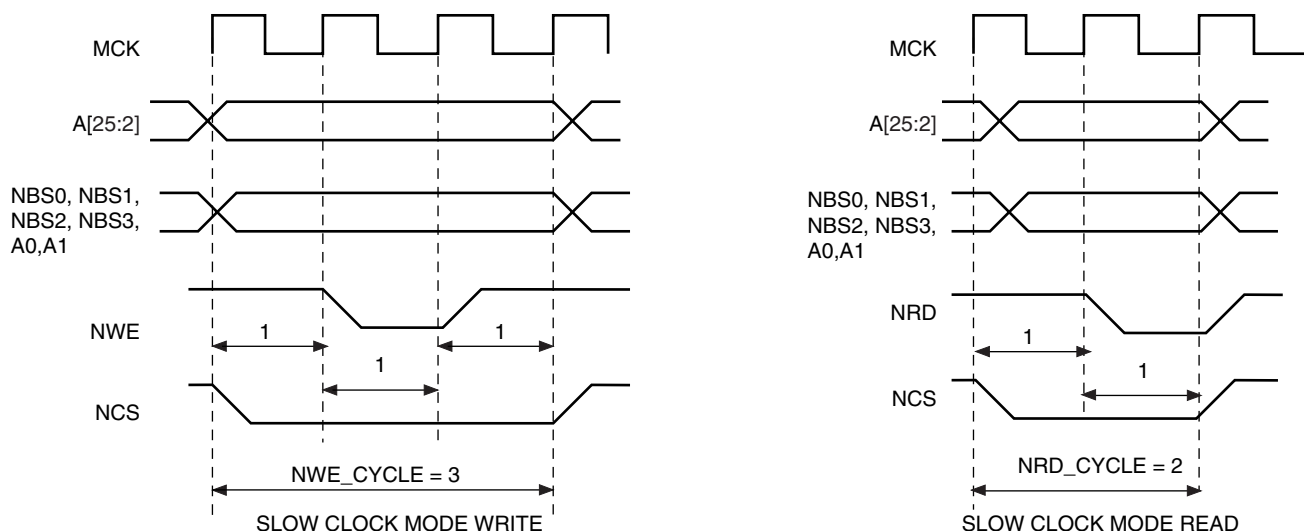 MCK
A[25:2]
NBS0, NBS1,
NBS2, NBS3,
A0,A1
NWE
1
1
1
NCS
NWE_CYCLE = 3
SLOW CLOCK MODE WRITE
MCK
A[25:2]
NBS0, NBS1,
NBS2, NBS3,
A0,A1
NRD
1
1
NCS
NRD_CYCLE = 2
SLOW CLOCK MODE READ